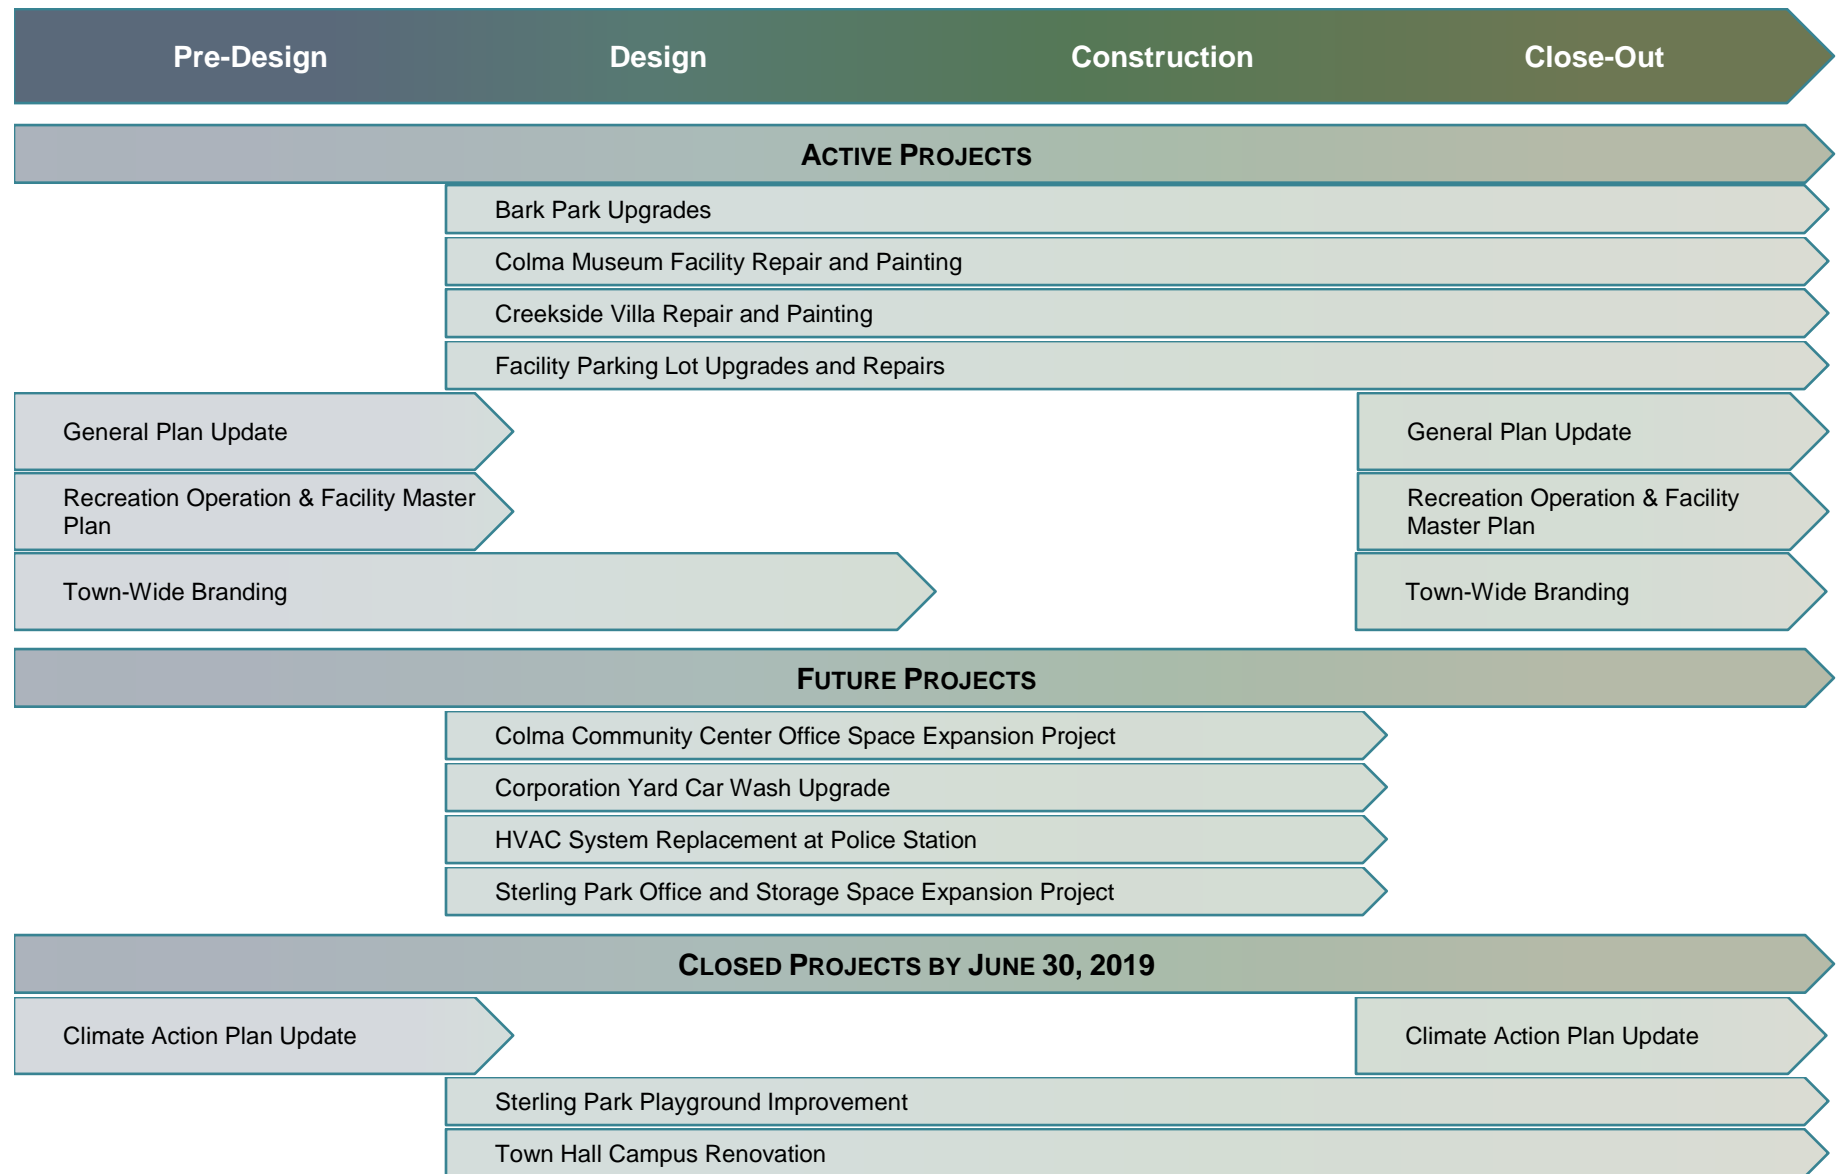 Pre-Design Design Construction Close-Out
ACTIVE PROJECTS
Bark Park Upgrades
Colma Museum Facility Repair and Painting
Creekside Villa Repair and Painting
Facility Parking Lot Upgrades and Repairs
General Plan Update
General Plan Update
Recreation Operation & Facility Master
Plan
Recreation Operation & Facility
Master Plan
Town-Wide Branding
Town-Wide Branding
FUTURE PROJECTS
Colma Community Center Office Space Expansion Project
Corporation Yard Car Wash Upgrade
HVAC System Replacement at Police Station
Sterling Park Office and Storage Space Expansion Project
CLOSED PROJECTS BY JUNE 30, 2019
Climate Action Plan Update
Climate Action Plan Update
Sterling Park Playground Improvement
Town Hall Campus Renovation